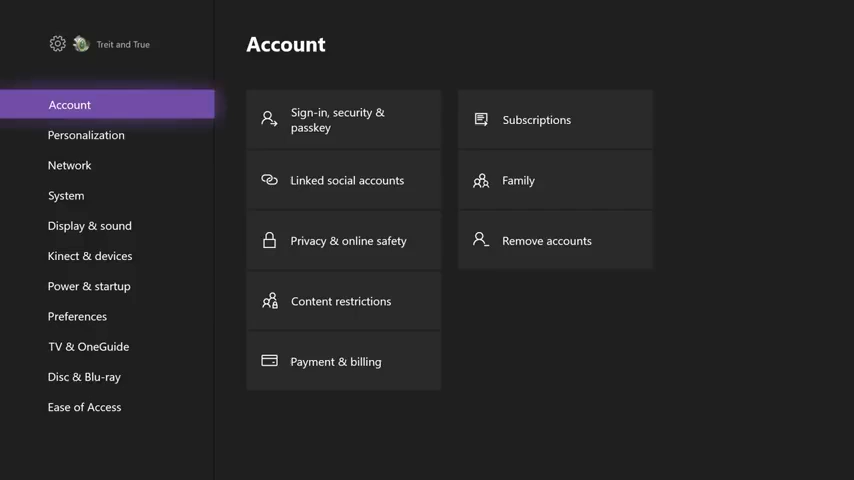 Treit and True
Account
Personalization
Network
System
Display & sound
Kinect & devices
Power & startup
Preferences
TV & OneGuide
Disc & Blu-ray
Ease of Access
Account
Sign-in, security &
passkey
Linked social accounts
Privacy & online safety
Content restrictions
Payment & billing
Subscriptions
Family
Remove accounts